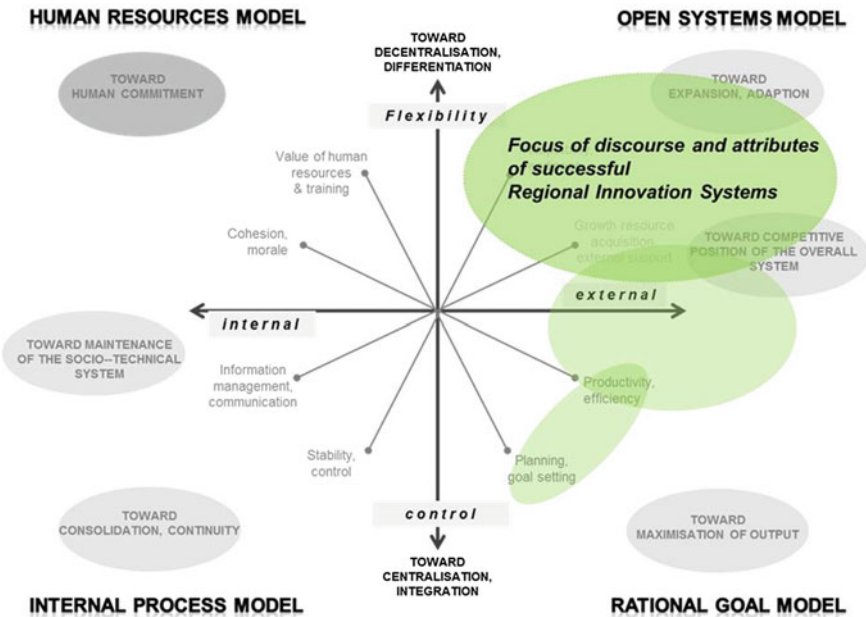 HUMAN RESOURCES MODEL
OPEN SYSTEMS MODEL
TOWARD
DECENTRALISATION,
DIFFERENTIATION
TOWARD
HUMAN COMMITMENT
TOWARD
EXPANSION, ADAPTION
Flexibility
Focus of discourse and attributes
of successful
Regional Innovation Systems
Value of human
resources
& training
Cohesion,
morale
Growth-resource
acquisition,
external support
TOWARD COMPETITIVE
POSITION OF THE OVERALL
SYSTEM
internal
external
TOWARD MAINTENANCE
OF THE SOCIO--TECHNICAL
SYSTEM
Information
management,
communication
Productivity,
efficiency
Stability,
control
Planning,
goal setting
control
TOWARD
CONSOLIDATION, CONTINUITY
TOWARD
MAXIMISATION OF OUTPUT
TOWARD
CENTRALISATION,
INTEGRATION
INTERNAL PROCESS MODEL
RATIONAL GOAL MODEL